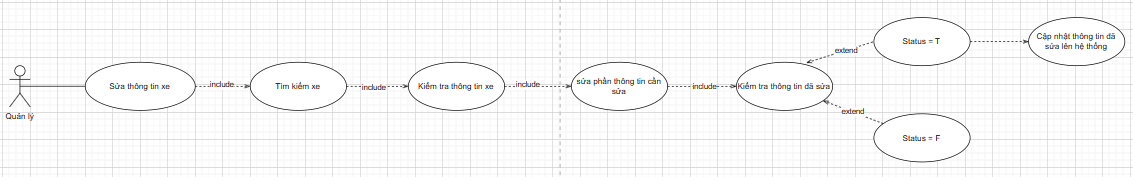 Quản lý
Sửa thông tin xe
include
Tìm kiếm xe
include
Kiểm tra thông tin xe
include
sửa phần thông tin cần
sửa
include
Kiểm tra thông tin đã sửa
extend
Status = T
Cập nhật thông tin đã
sửa lên hệ thống
extend
Status = F